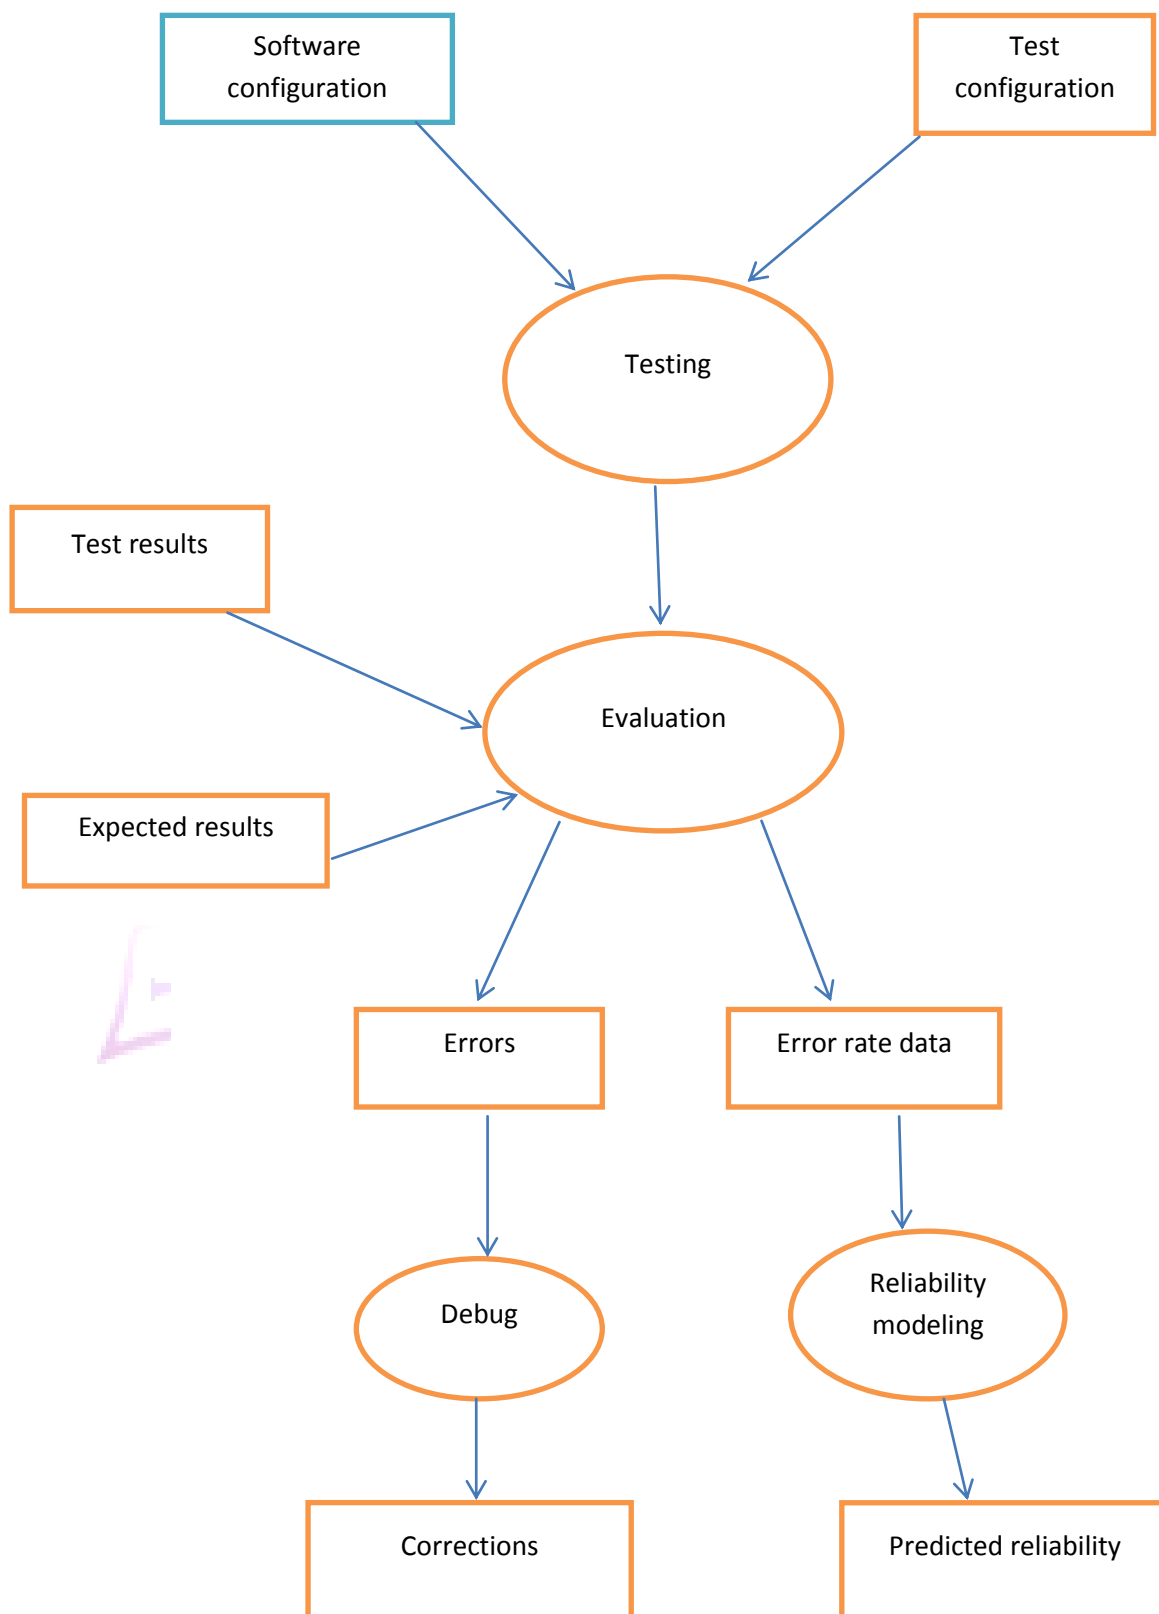 Software
configuration
Test
configuration
Testing
Test results
Evaluation
Expected results
Errors
Error rate data
Debug
Reliability
modeling
Corrections
Predicted reliability